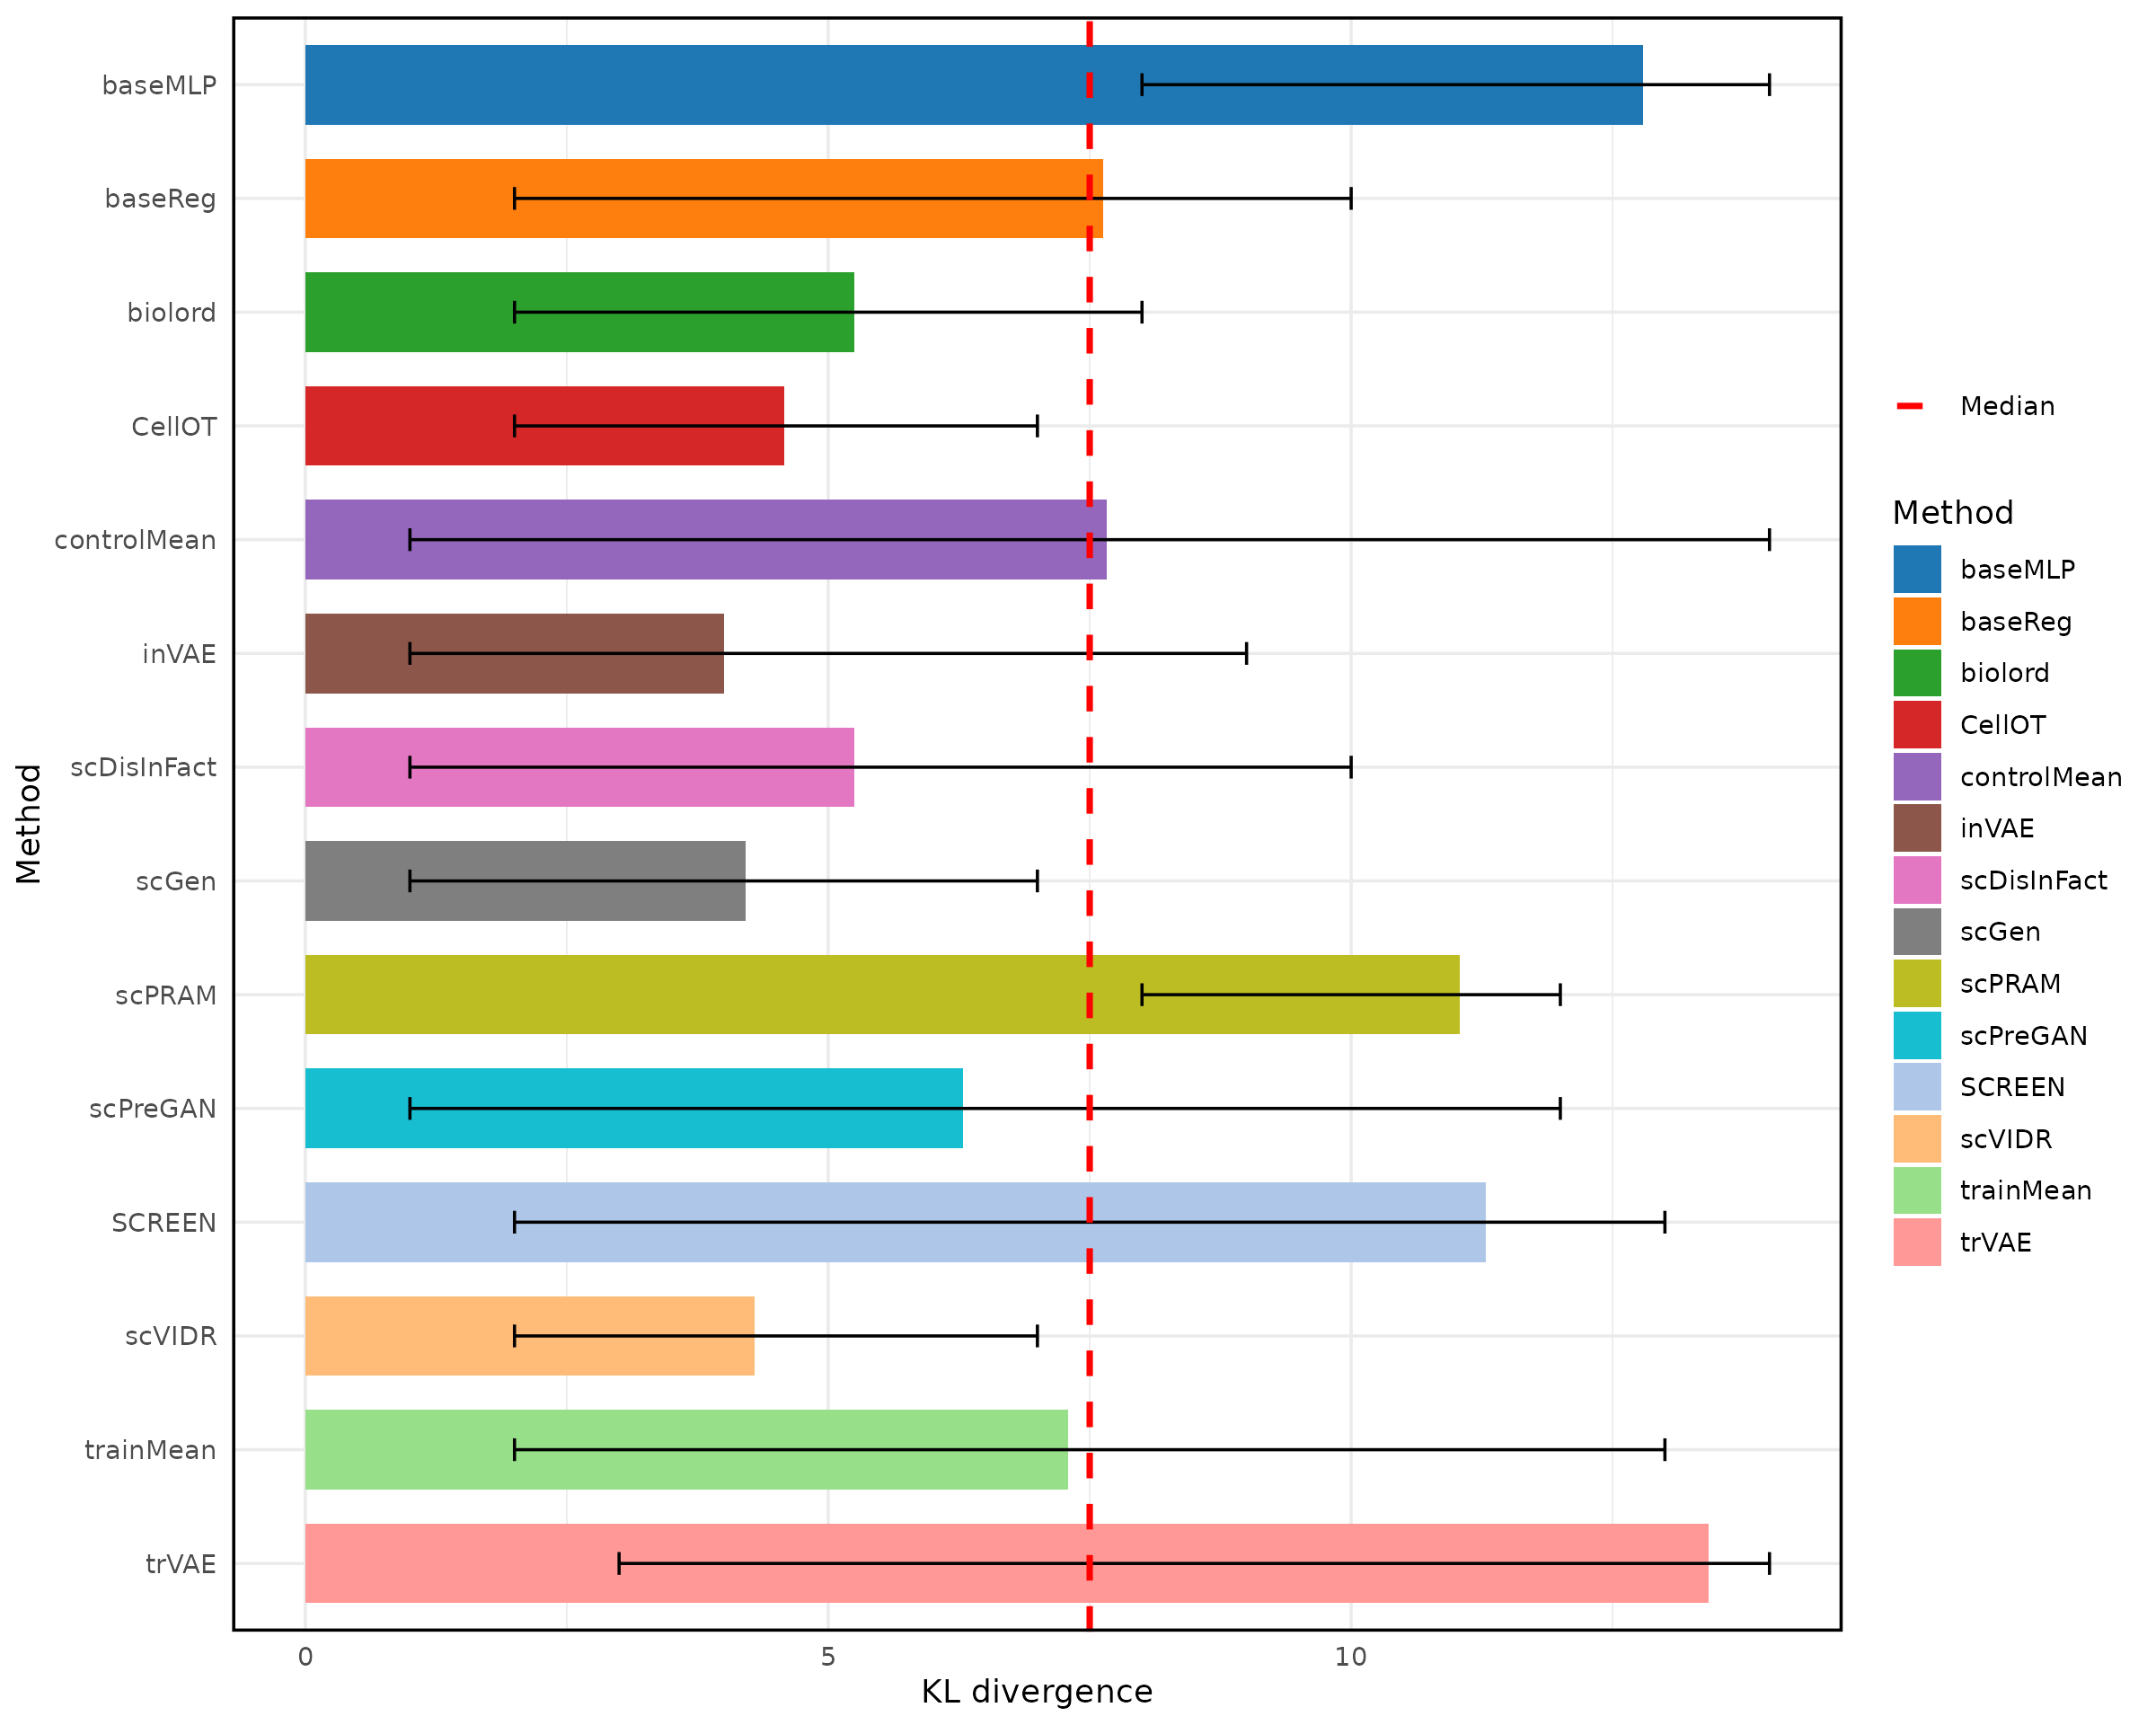 baseMLP
baseReg
biolord
CellOT
controlMean
inVAE
scDisInFact
scGen
scPRAM
scPreGAN
SCREEN
scVIDR
trainMean
trVAE
Method
0 5 10
KL divergence
Median
Method
baseMLP
baseReg
biolord
CellOT
controlMean
inVAE
scDisInFact
scGen
scPRAM
scPreGAN
SCREEN
scVIDR
trainMean
trVAE